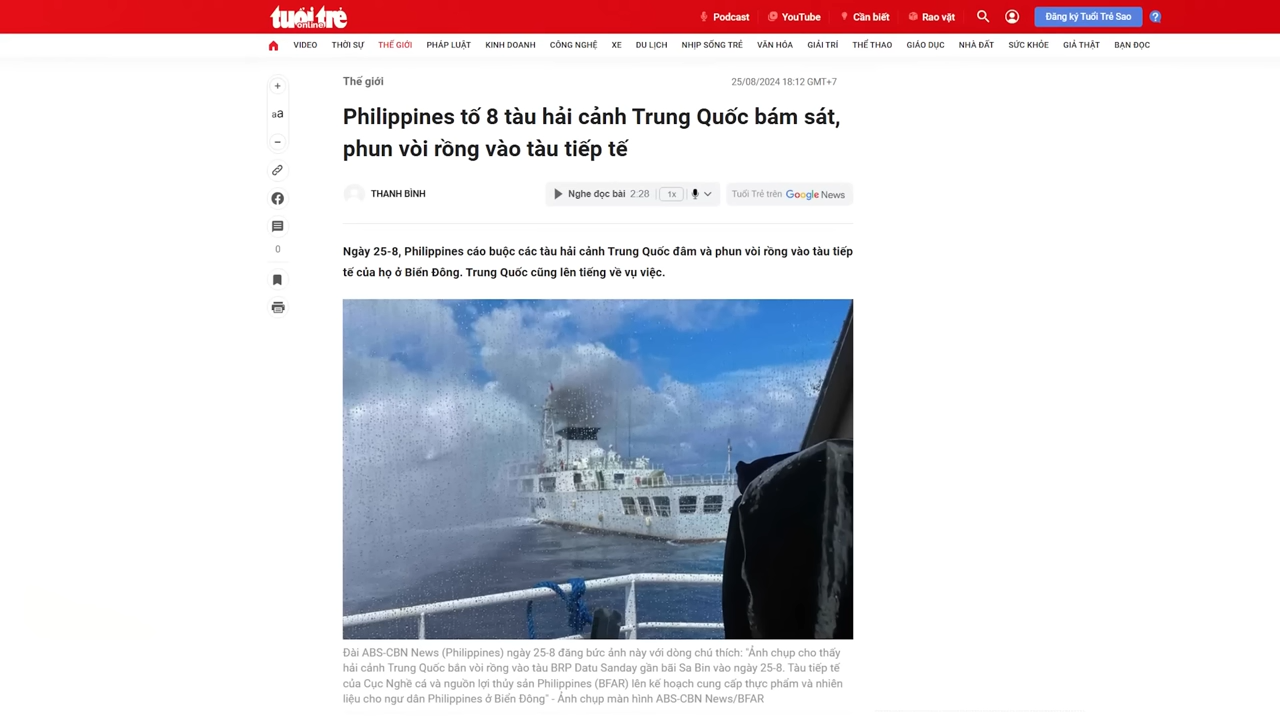 tuổi trẻ
online
Podcast YouTube Cần biết Rao vặt Đăng ký Tuổi Trẻ Sao ?
VIDEO THỜI SỰ THẾ GIỚI PHÁP LUẬT KINH DOANH CÔNG NGHỆ XE DU LỊCH NHỊP SỐNG TRẺ VĂN HÓA GIẢI TRÍ THỂ THAO GIÁO DỤC NHÀ ĐẤT SỨC KHỎE GIẢ THẬT BẠN ĐỌC
Thế giới 25/08/2024 18:12 GMT+7
+
aa
−
Philippines tố 8 tàu hải cảnh Trung Quốc bám sát,
phun vòi rồng vào tàu tiếp tế
THANH BÌNH Nghe đọc bài 2:28 1x Tuổi Trẻ trên Google News
0
Ngày 25-8, Philippines cáo buộc các tàu hải cảnh Trung Quốc đâm và phun vòi rồng vào tàu tiếp
tế của họ ở Biển Đông. Trung Quốc cũng lên tiếng về vụ việc.
Đài ABS-CBN News (Philippines) ngày 25-8 đăng bức ảnh này với dòng chú thích: "Ảnh chụp cho thấy
hải cảnh Trung Quốc bắn vòi rồng vào tàu BRP Datu Sanday gần bãi Sa Bin vào ngày 25-8. Tàu tiếp tế
của Cục Nghề cá và nguồn lợi thủy sản Philippines (BFAR) lên kế hoạch cung cấp thực phẩm và nhiên
liệu cho ngư dân Philippines ở Biển Đông" - Ảnh chụp màn hình ABS-CBN News/BFAR